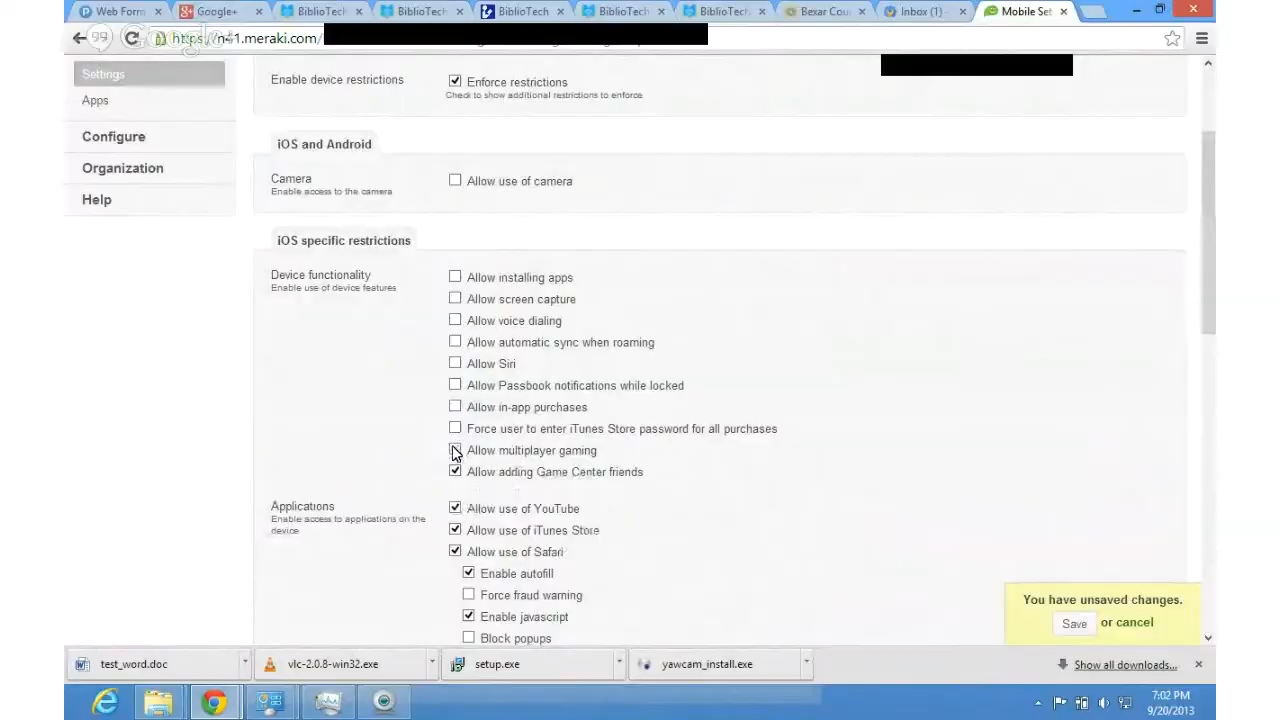 Web Form
Google+
BiblioTech
BiblioTech
BiblioTech
BiblioTech
BiblioTech
Bexar Cou
Inbox (1)
Mobile Set
https://n41.meraki.com/
Google+
Settings
Apps
Configure
Organization
Help
Enable device restrictions
Enforce restrictions
Check to show additional restrictions to enforce
iOS and Android
Camera
Enable access to the camera
Allow use of camera
iOS specific restrictions
Device functionality
Enable use of device features
Allow installing apps
Allow screen capture
Allow voice dialing
Allow automatic sync when roaming
Allow Siri
Allow Passbook notifications while locked
Allow in-app purchases
Force user to enter iTunes Store password for all purchases
Allow multiplayer gaming
Allow adding Game Center friends
Applications
Enable access to applications on the
device
Allow use of YouTube
Allow use of iTunes Store
Allow use of Safari
Enable autofill
Force fraud warning
Enable javascript
Block popups
You have unsaved changes.
Save or cancel
test_word.doc
vlc-2.0.8-win32.exe
setup.exe
yawcam_install.exe
Show all downloads...
7:02 PM
9/20/2013